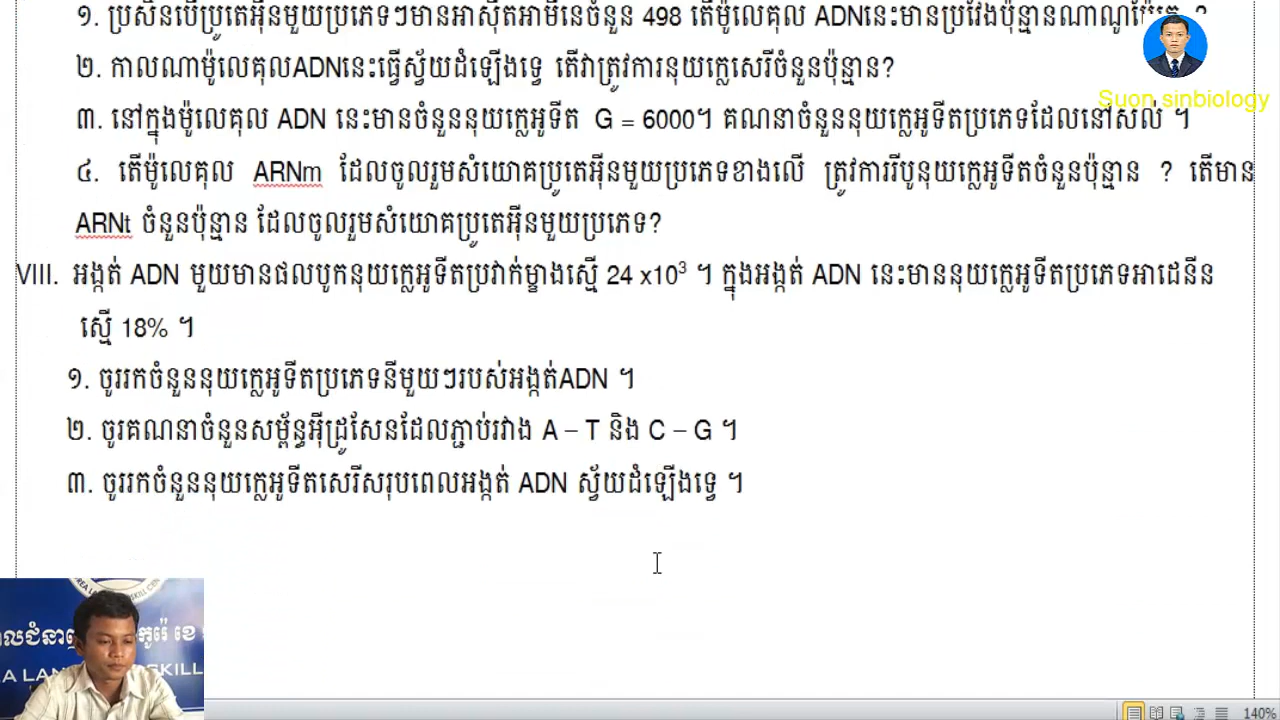 ១. ប្រសិនបើប្រូតេអ៊ីនមួយប្រភេទៗមានអាស៊ីតអាមីនេចំនួន 498 តើម៉ូលេគុល ADNនេះមានប្រវែងប៉ុន្មានណាណូម៉ែត្រ ?
២. កាលណាម៉ូលេគុលADNនេះធ្វើស្វ័យដំឡើងទ្វេ តើវាត្រូវការនុយក្លេសេរីចំនួនប៉ុន្មាន?
Suon sinbiology
៣. នៅក្នុងម៉ូលេគុល ADN នេះមានចំនួននុយក្លេអូទីត G = 6000។ គណនាចំនួននុយក្លេអូទីតប្រភេទដែលនៅសល់ ។
៤. តើម៉ូលេគុល ARNm ដែលចូលរួមសំយោគប្រូតេអ៊ីនមួយប្រភេទខាងលើ ត្រូវការរីបូនុយក្លេអូទីតចំនួនប៉ុន្មាន ? តើមាន
ARNt ចំនួនប៉ុន្មាន ដែលចូលរួមសំយោគប្រូតេអ៊ីនមួយប្រភេទ?
VIII. អង្កត់ ADN មួយមានផលបូកនុយក្លេអូទីតប្រវាក់ម្ខាងស្មើ 24 x10³ ។ ក្នុងអង្កត់ ADN នេះមាននុយក្លេអូទីតប្រភេទអាដេនីន
ស្មើ 18% ។
១. ចូររកចំនួននុយក្លេអូទីតប្រភេទនីមួយៗរបស់អង្កត់ADN ។
២. ចូរគណនាចំនួនសម្ព័ន្ធអ៊ីដ្រូសែនដែលភ្ជាប់រវាង A – T និង C – G ។
៣. ចូររកចំនួននុយក្លេអូទីតសេរីសរុបពេលអង្កត់ ADN ស្វ័យដំឡើងទ្វេ ។
140%